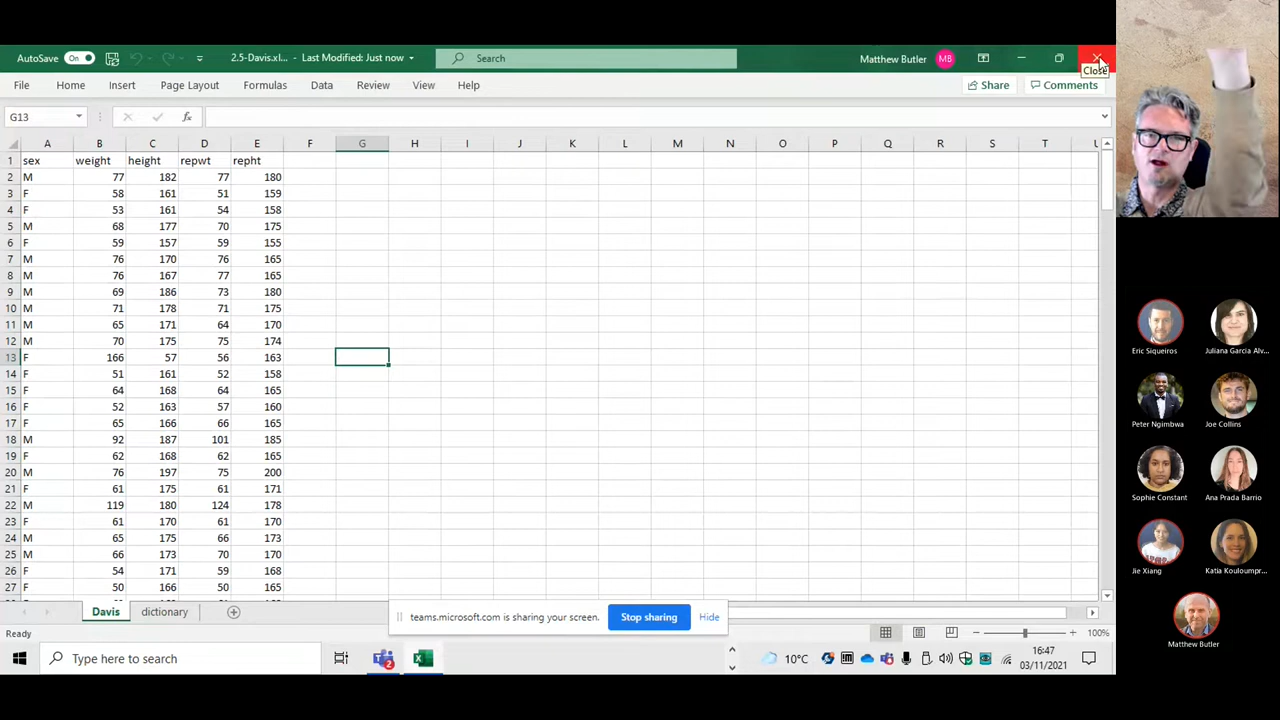 AutoSave On 2.5-Davis.xl... - Last Modified: Just now Search Matthew Butler MB
Close
File Home Insert Page Layout Formulas Data Review View Help Share Comments
G13 fx
A B C D E F G H I J K L M N O P Q R S T U
1 sex weight height repwt repht
2 M 77 182 77 180
3 F 58 161 51 159
4 F 53 161 54 158
5 M 68 177 70 175
6 F 59 157 59 155
7 M 76 170 76 165
8 M 76 167 77 165
9 M 69 186 73 180
10 M 71 178 71 175
11 M 65 171 64 170
12 M 70 175 75 174
13 F 166 57 56 163
14 F 51 161 52 158
15 F 64 168 64 165
16 F 52 163 57 160
17 F 65 166 66 165
18 M 92 187 101 185
19 F 62 168 62 165
20 M 76 197 75 200
21 F 61 175 61 171
22 M 119 180 124 178
23 F 61 170 61 170
24 M 65 175 66 173
25 M 66 173 70 170
26 F 54 171 59 168
27 F 50 166 50 165
Davis dictionary
teams.microsoft.com is sharing your screen. Stop sharing Hide
Ready 100%
Type here to search 2 10°C 16:47
03/11/2021
Eric Siqueiros Juliana Garcia Alv...
Peter Ngimbwa Joe Collins
Sophie Constant Ana Prada Barrio
Jie Xiang Katia Kouloumpr...
Matthew Butler